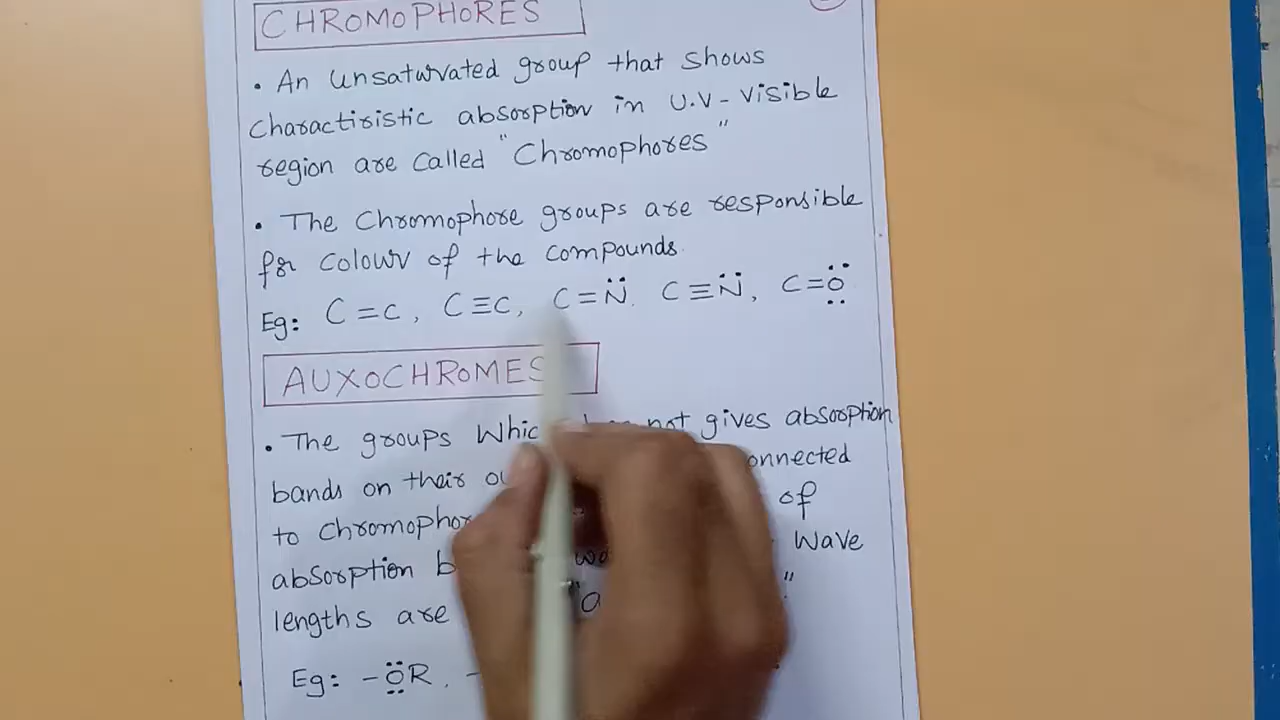 CHROMOPHORES
• An Unsaturated group that shows
Charactiristic absorption in U.V - Visible
region are called "Chromophores"
• The Chromophore groups are responsible
for colour of the compounds.
Eg: C=C, C≡C, C=N̈. C≡N̈, C=Ö
AUXOCHROMES
• The groups Whic not gives absorption
bands on their onnected
to Chromophor of
absorption Wave
lengths are "
Eg: -ÖR, -